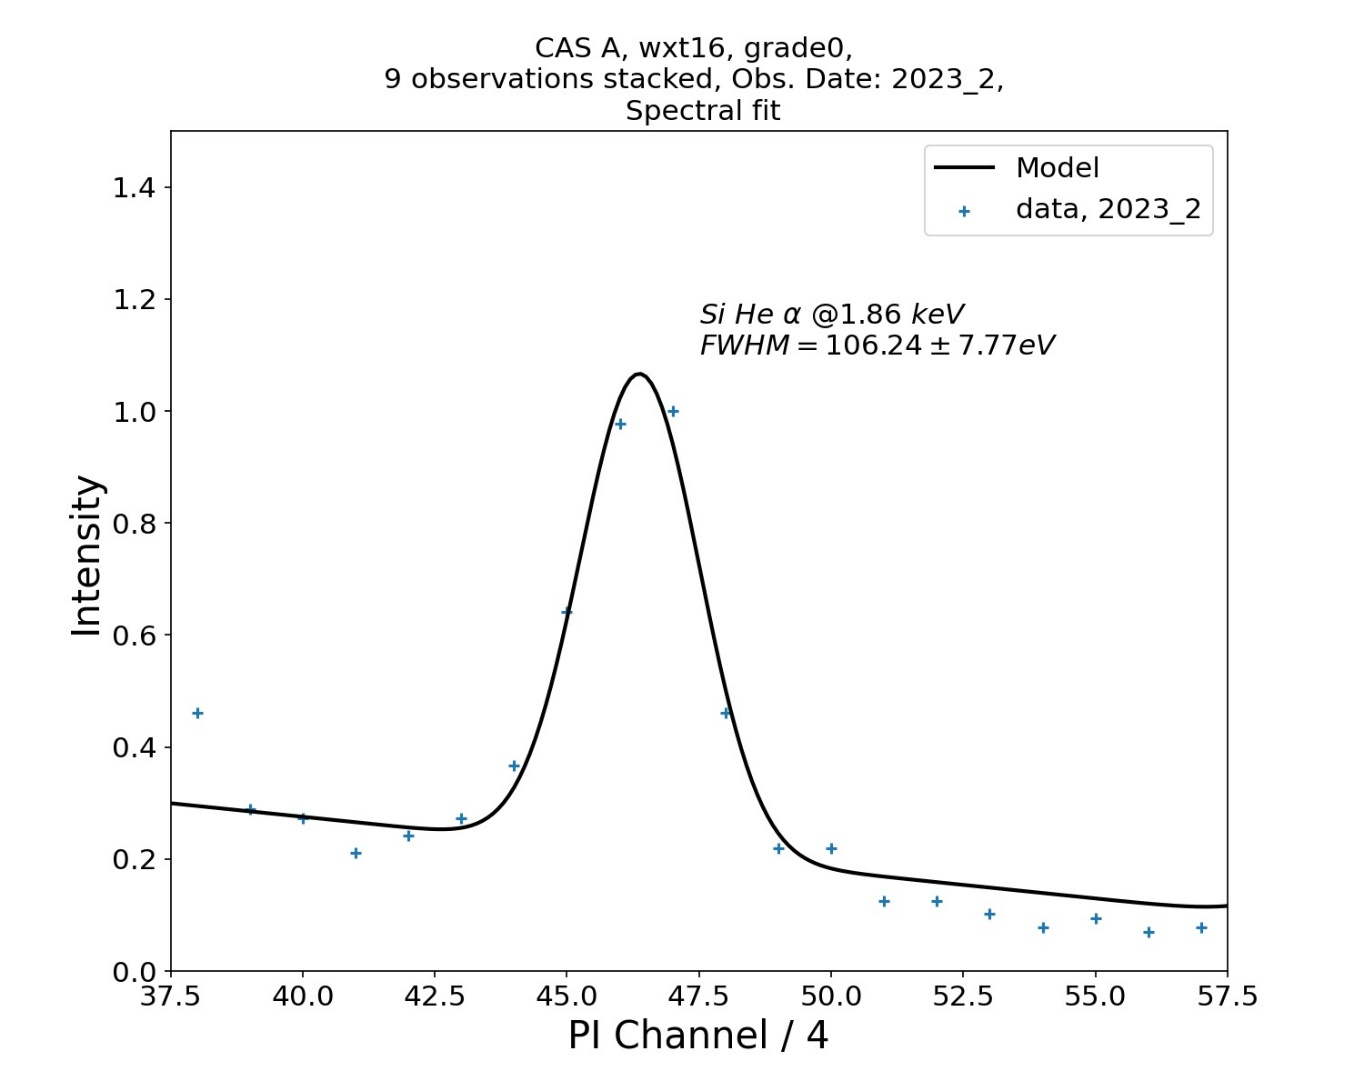 CAS A, wxt16, grade0,
9 observations stacked, Obs. Date: 2023_2,
Spectral fit
Model
data, 2023_2
Si He α @1.86 keV
FWHM = 106.24 ± 7.77eV
Intensity
1.4
1.2
1.0
0.8
0.6
0.4
0.2
0.0
37.5 40.0 42.5 45.0 47.5 50.0 52.5 55.0 57.5
PI Channel / 4